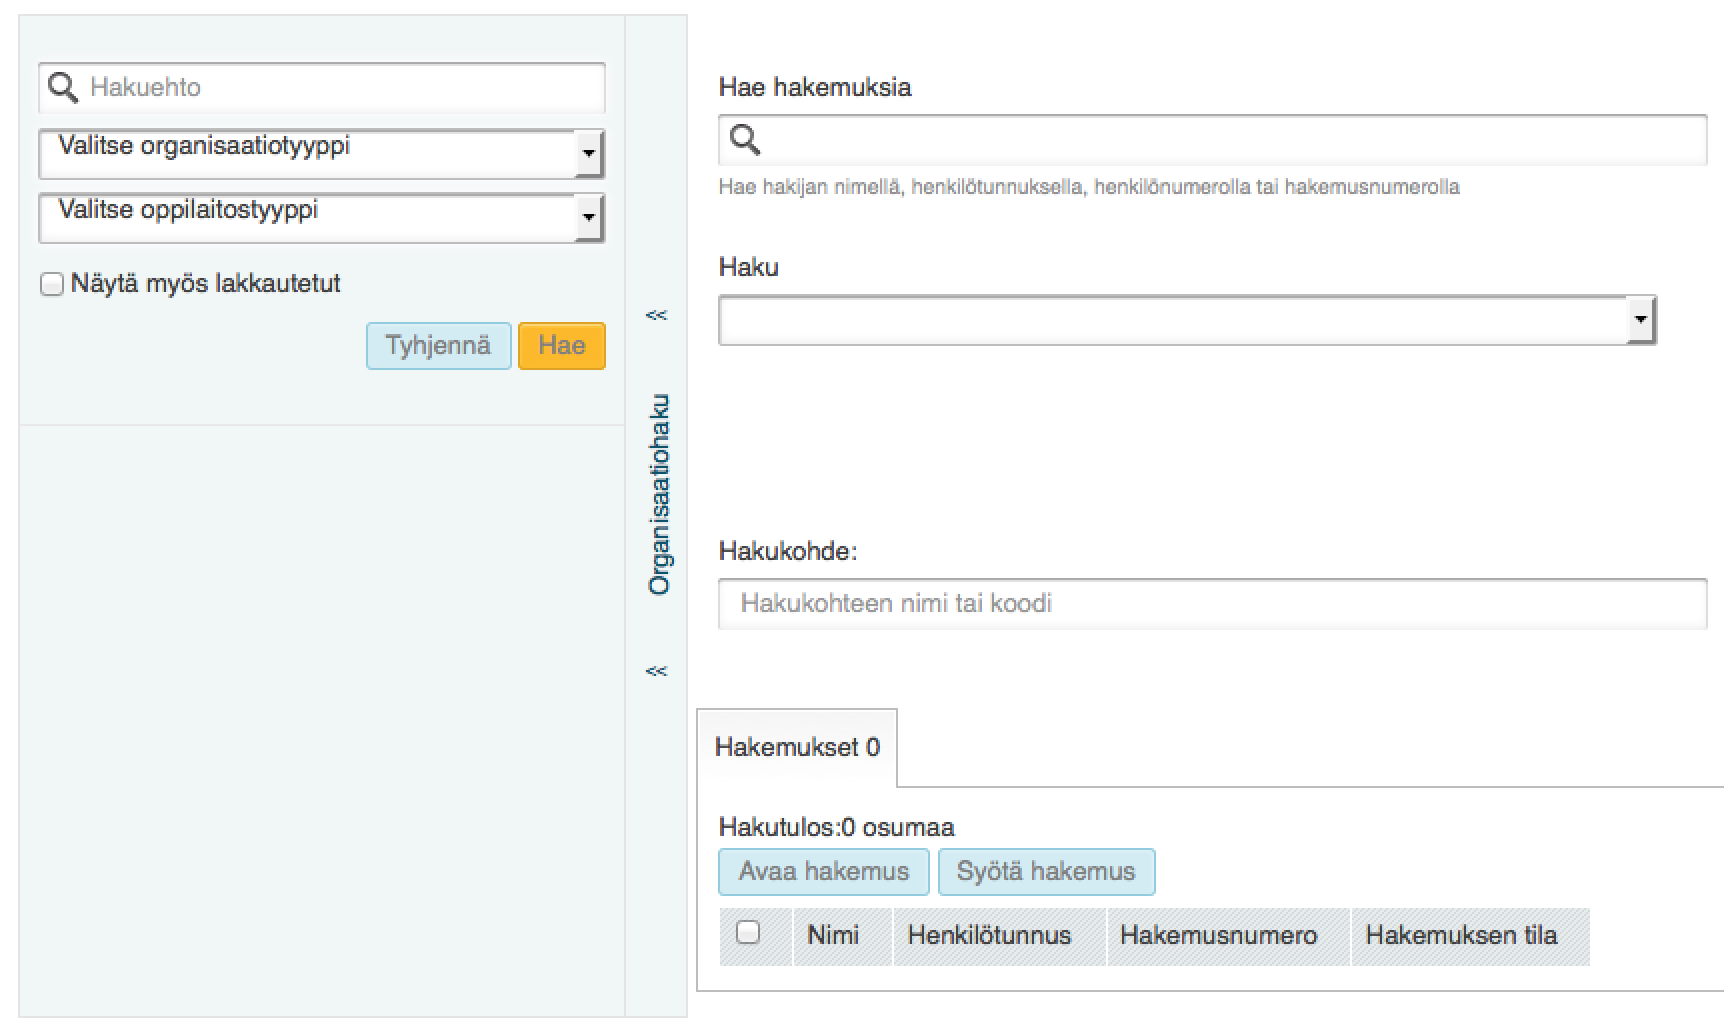 Hakuehto
Valitse organisaatiotyyppi
Valitse oppilaitostyyppi
Näytä myös lakkautetut
Tyhjennä Hae
<<
Organisaatiohaku
<<
Hae hakemuksia
Hae hakijan nimellä, henkilötunnuksella, henkilönumerolla tai hakemusnumerolla
Haku
Hakukohde:
Hakukohteen nimi tai koodi
Hakemukset 0
Hakutulos:0 osumaa
Avaa hakemus Syötä hakemus
Nimi Henkilötunnus Hakemusnumero Hakemuksen tila